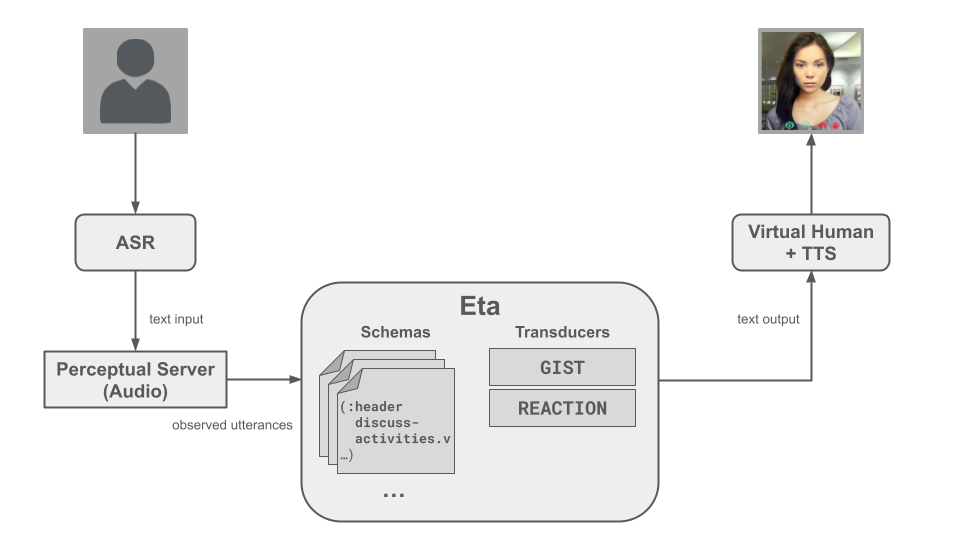 ASR
Virtual Human
+ TTS
text input
text output
Perceptual Server
(Audio)
observed utterances
Eta
Schemas
Transducers
(:header
discuss-
activities.v
…)
...
GIST
REACTION